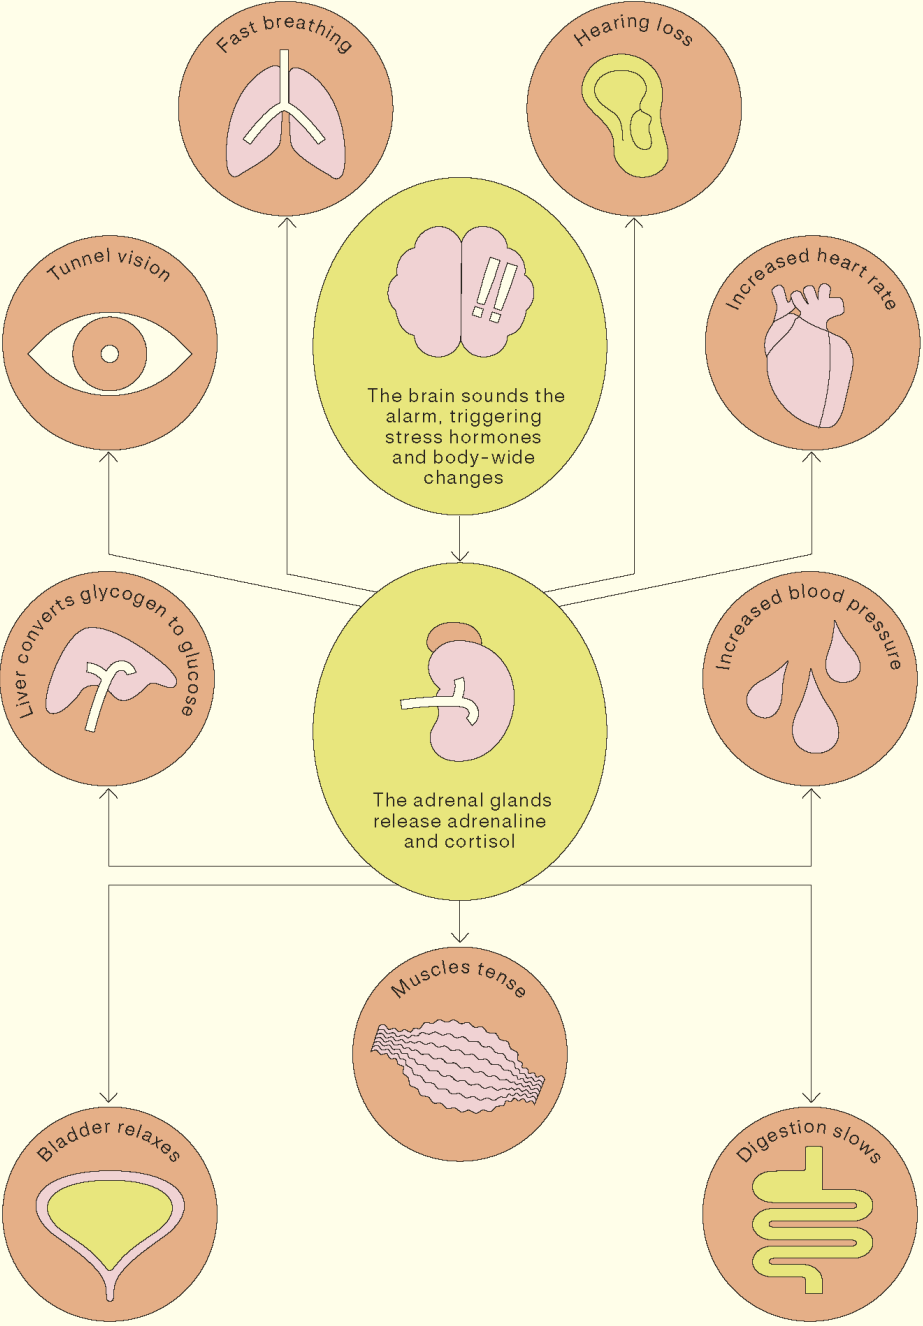 Fast breathing
Hearing loss
Tunnel vision
The brain sounds the
alarm, triggering
stress hormones
and body-wide
changes
Increased heart rate
Liver converts glycogen to glucose
The adrenal glands
release adrenaline
and cortisol
Increased blood pressure
Muscles tense
Bladder relaxes
Digestion slows